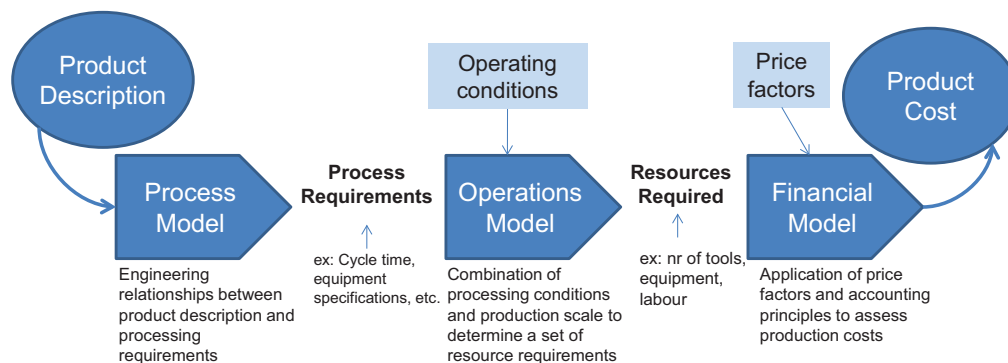 Product
Description
Operating
conditions
Price
factors
Product
Cost
Process
Model
Process
Requirements
Operations
Model
Resources
Required
Financial
Model
Engineering
relationships between
product description and
processing
requirements
ex: Cycle time,
equipment
specifications, etc.
Combination of
processing conditions
and production scale to
determine a set of
resource requirements
ex: nr of tools,
equipment,
labour
Application of price
factors and accounting
principles to assess
production costs